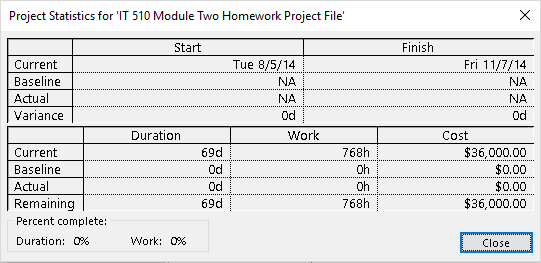 Project Statistics for 'IT 510 Module Two Homework Project File'
Start Finish
Current Tue 8/5/14 Fri 11/7/14
Baseline NA NA
Actual NA NA
Variance 0d 0d
Duration Work Cost
Current 69d 768h $36,000.00
Baseline 0d 0h $0.00
Actual 0d 0h $0.00
Remaining 69d 768h $36,000.00
Percent complete:
Duration: 0% Work: 0% Close